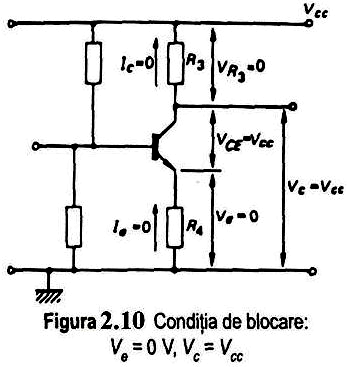 Vcc
Ic=0
R3
VR3=0
VCE=Vcc
Vc=Vcc
Ie=0
R4
Ve=0
Figura 2.10 Condiția de blocare:
Ve = 0 V, Vc = Vcc